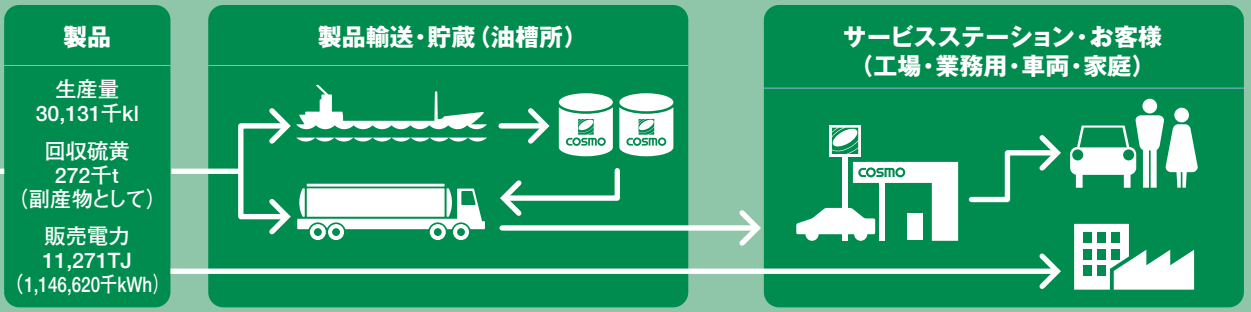 製品
生産量
30,131千kl
回収硫黄
272千t
(副産物として)
販売電力
11,271TJ
(1,146,620千kWh)
製品輸送・貯蔵(油槽所)
COSMO
COSMO
サービスステーション・お客様
(工場・業務用・車両・家庭)
COSMO